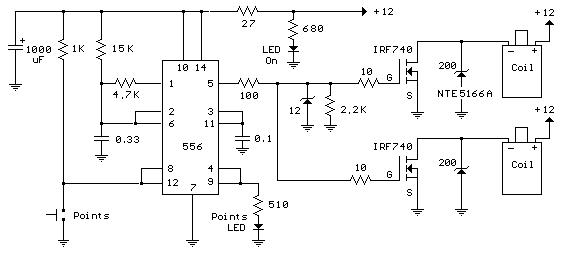 +12
+12
27
+
1000
uF
1K
15K
680
LED
On
IRF740
10 14
10
G
S
200
NTE5166A
- +
Coil
4.7K
1
5
100
12
2.2K
2
6
3
11
0.33
0.1
556
+12
IRF740
8
12
4
9
10
G
S
200
- +
Coil
7
510
Points
Points
LED